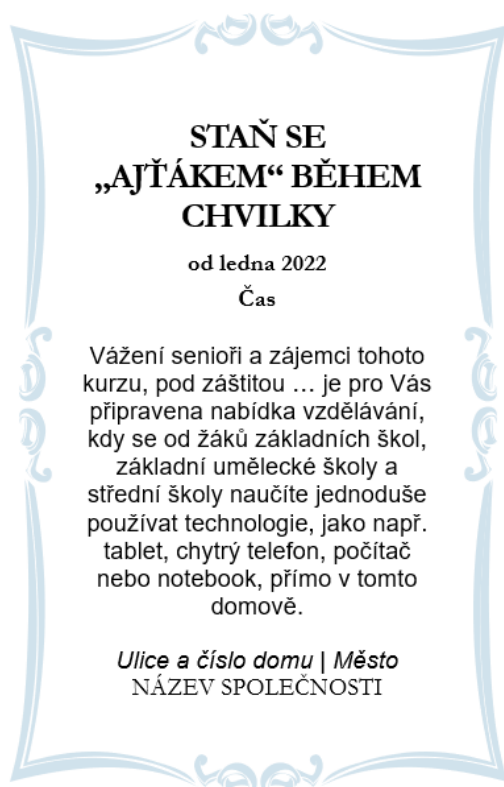 STAŇ SE
„AJŤÁKEM“ BĚHEM
CHVILKY
od ledna 2022
Čas
Vážení senioři a zájemci tohoto
kurzu, pod záštitou … je pro Vás
připravena nabídka vzdělávání,
kdy se od žáků základních škol,
základní umělecké školy a
střední školy naučíte jednoduše
používat technologie, jako např.
tablet, chytrý telefon, počítač
nebo notebook, přímo v tomto
domově.
Ulice a číslo domu | Město
NÁZEV SPOLEČNOSTI